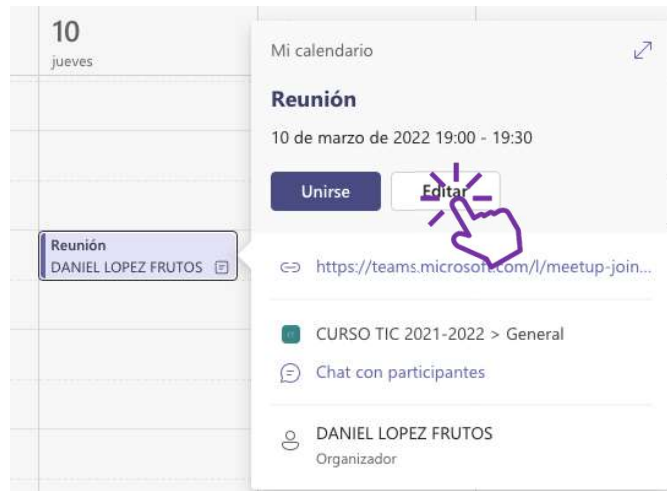 10
jueves
Reunión
DANIEL LOPEZ FRUTOS
Mi calendario
Reunión
10 de marzo de 2022 19:00 - 19:30
Unirse
Editar
https://teams.microsoft.com/l/meetup-join...
CURSO TIC 2021-2022 > General
Chat con participantes
DANIEL LOPEZ FRUTOS
Organizador